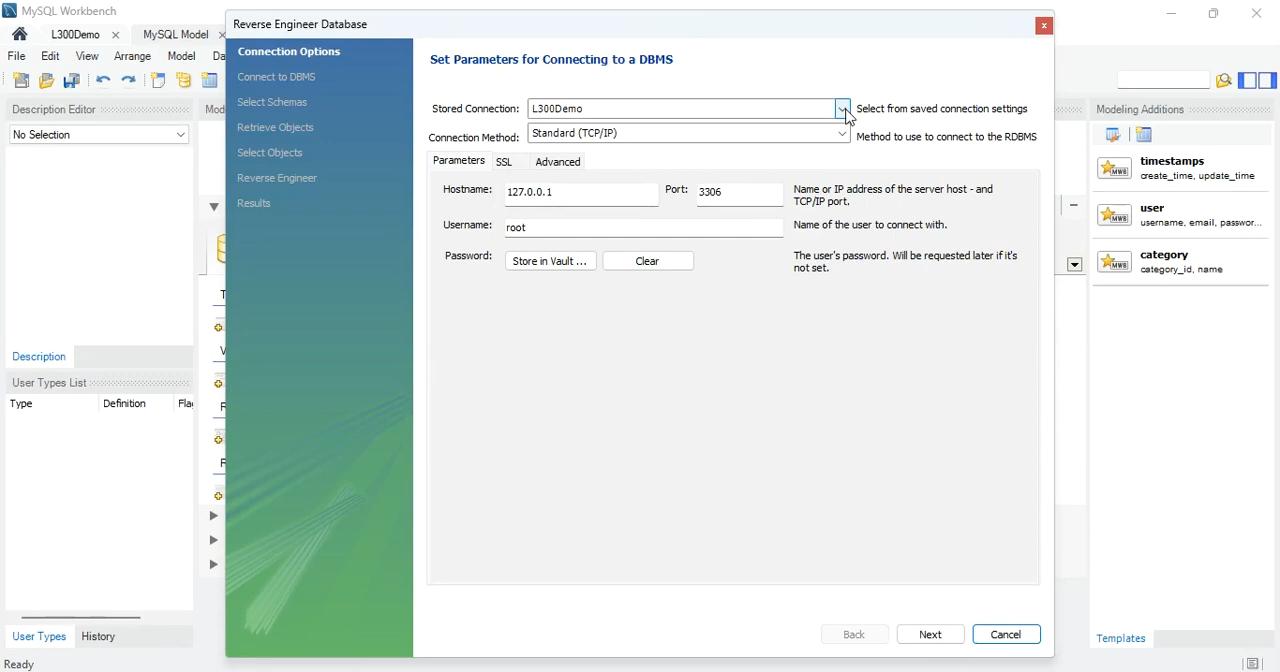 MySQL Workbench
L300Demo
MySQL Model
File Edit View Arrange Model Da
Description Editor
No Selection
Description
User Types List
Type Definition Fla
User Types History
Ready
Reverse Engineer Database
x
Connection Options
Connect to DBMS
Select Schemas
Retrieve Objects
Select Objects
Reverse Engineer
Results
Set Parameters for Connecting to a DBMS
Stored Connection: L300Demo Select from saved connection settings
Connection Method: Standard (TCP/IP) Method to use to connect to the RDBMS
Parameters SSL Advanced
Hostname: 127.0.0.1 Port: 3306 Name or IP address of the server host - and
TCP/IP port.
Username: root Name of the user to connect with.
Password: Store in Vault ... Clear The user's password. Will be requested later if it's
not set.
Back Next Cancel
Modeling Additions
timestamps
create_time, update_time
user
username, email, passwor...
category
category_id, name
Templates